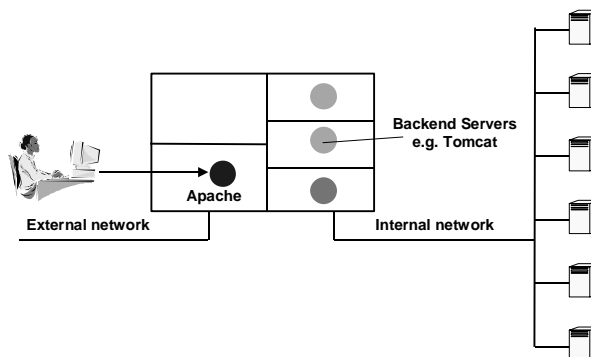 Backend Servers
e.g. Tomcat
Apache
External network
Internal network